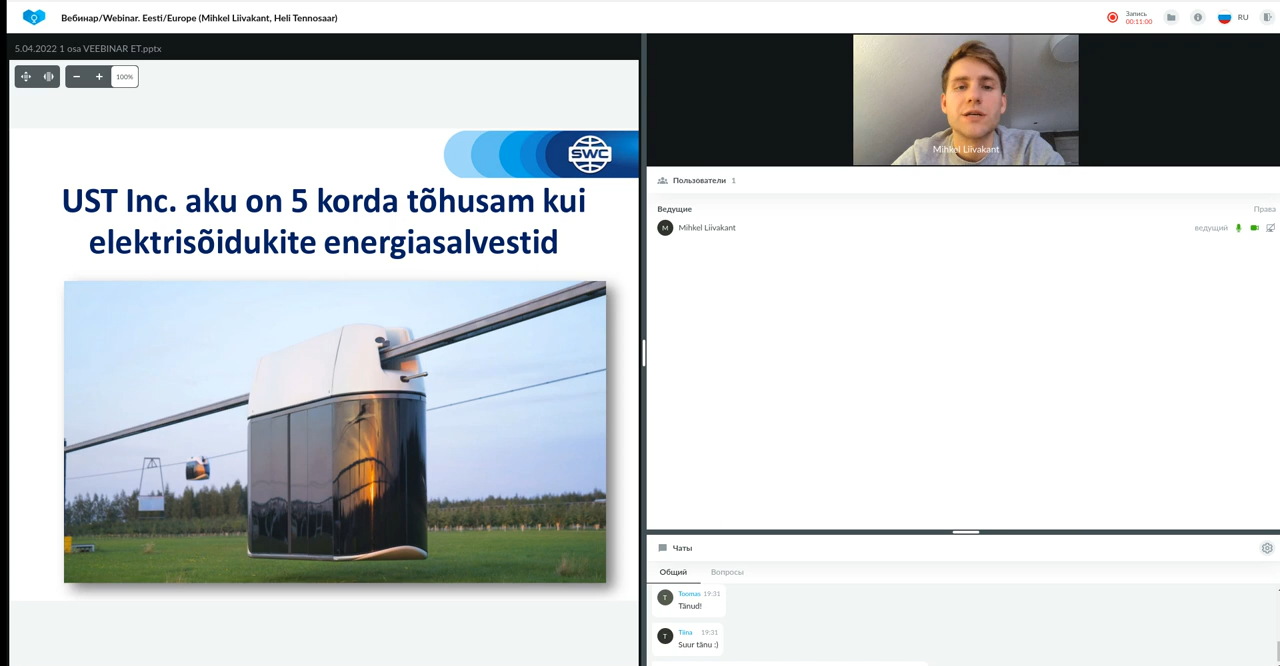 Вебинар/Webinar. Eesti/Europe (Mihkel Liivakant, Heli Tennosaar)
Запись
00:11:00
RU
5.04.2022 1 osa VEEBINAR ET.pptx
100%
SWC
UST Inc. aku on 5 korda tõhusam kui
elektrisõidukite energiasalvestid
Mihkel Liivakant
Пользователи 1
Ведущие
Права
M
Mihkel Liivakant
ведущий
Чаты
Общий
Вопросы
T
Toomas 19:31
Tänud!
T
Tiina 19:31
Suur tänu :)